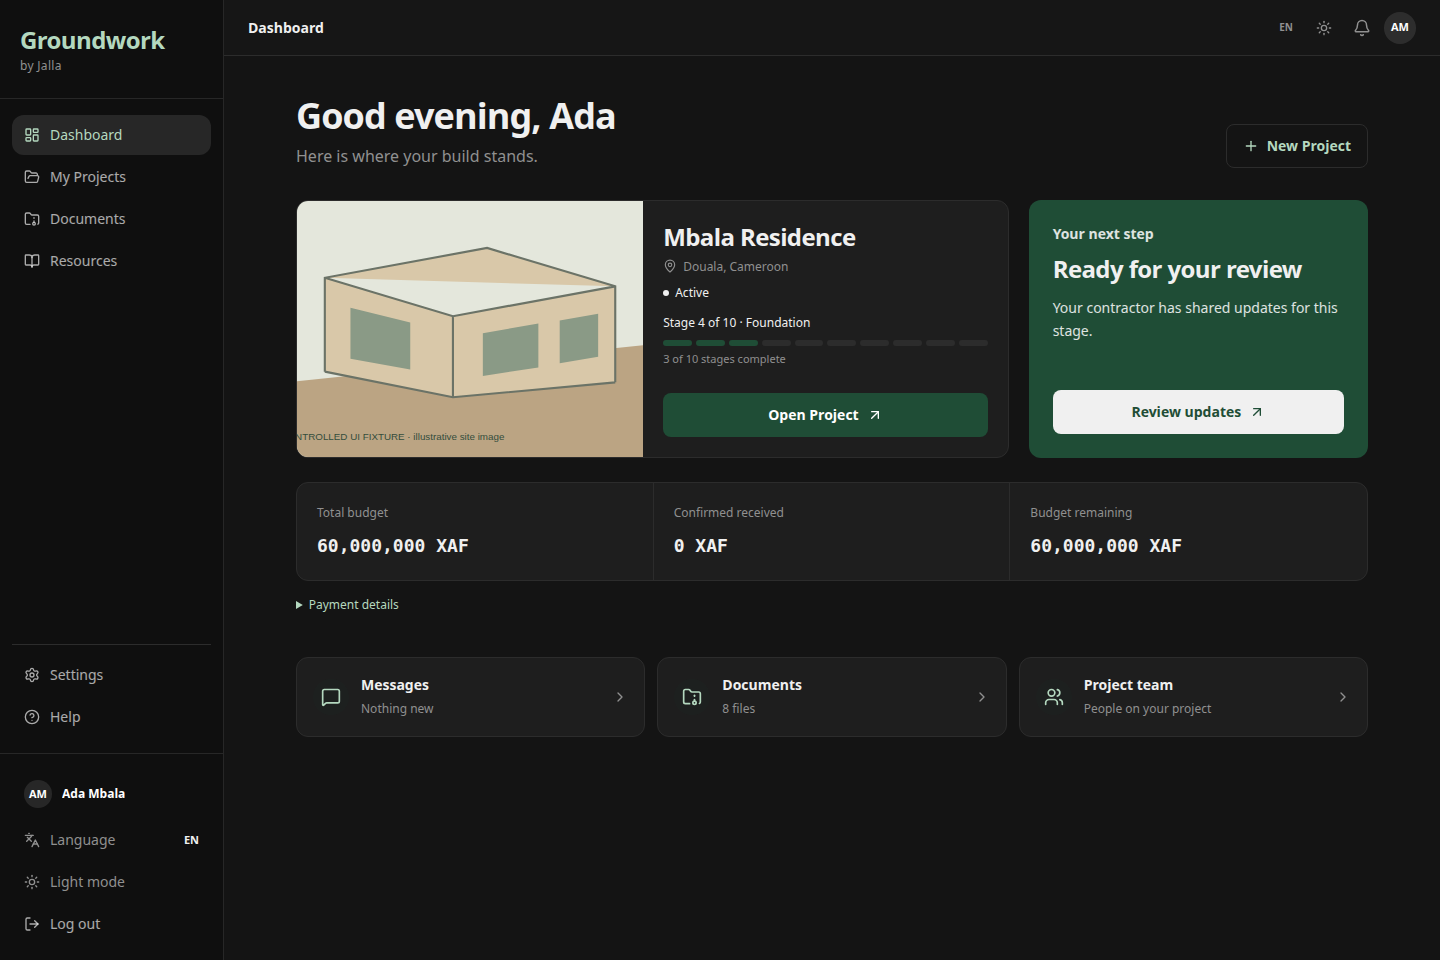 Groundwork
by Jalla
Dashboard
My Projects
Documents
Resources
Settings
Help
AM Ada Mbala
Language EN
Light mode
Log out
Dashboard
EN
AM
Good evening, Ada
Here is where your build stands.
New Project
NTROLLED UI FIXTURE · illustrative site image
Mbala Residence
Douala, Cameroon
Active
Stage 4 of 10 · Foundation
3 of 10 stages complete
Open Project
Your next step
Ready for your review
Your contractor has shared updates for this
stage.
Review updates
Total budget
60,000,000 XAF
Confirmed received
0 XAF
Budget remaining
60,000,000 XAF
Payment details
Messages
Nothing new
Documents
8 files
Project team
People on your project